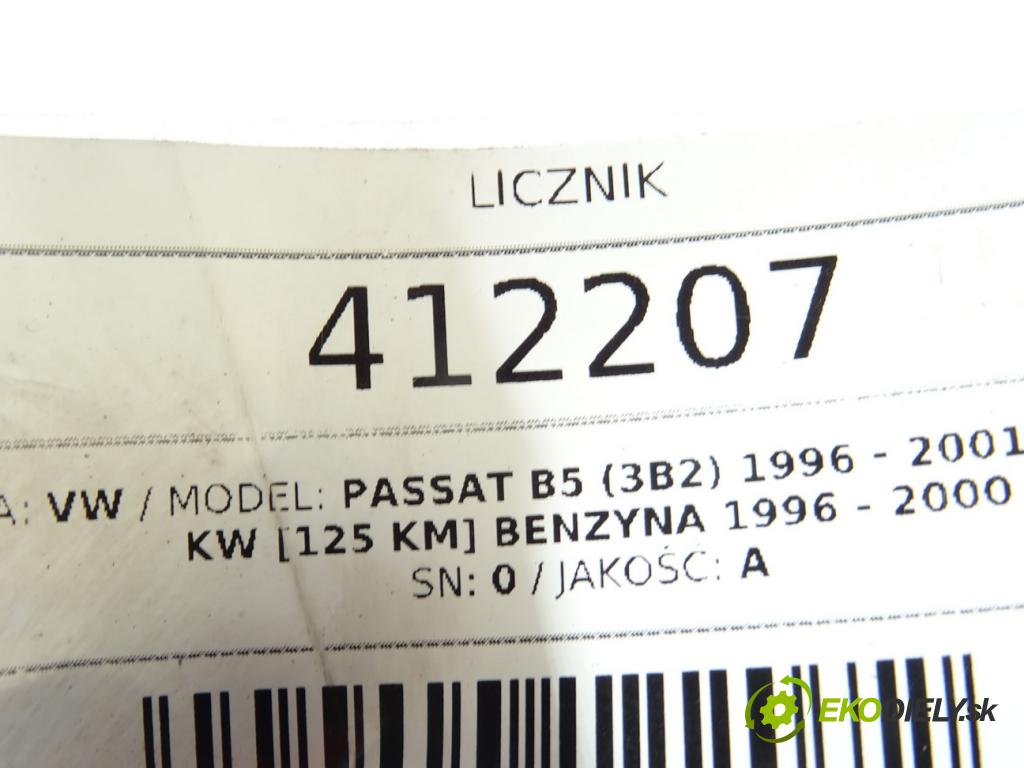 LICZNIK
412207
A: VW / MODEL: PASSAT B5 (3B2) 1996 - 2001
KW [125 KM] BENZYNA 1996 - 2000
SN: 0 / JAKOŚĆ: A
EKODIELY.sk